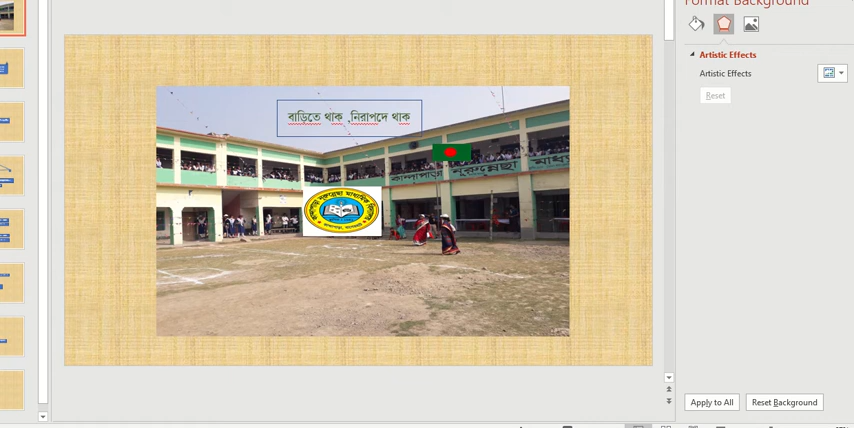 Format Background
Artistic Effects
Artistic Effects
Reset
বাড়িতে থাক ,নিরাপদে থাক
Apply to All
Reset Background